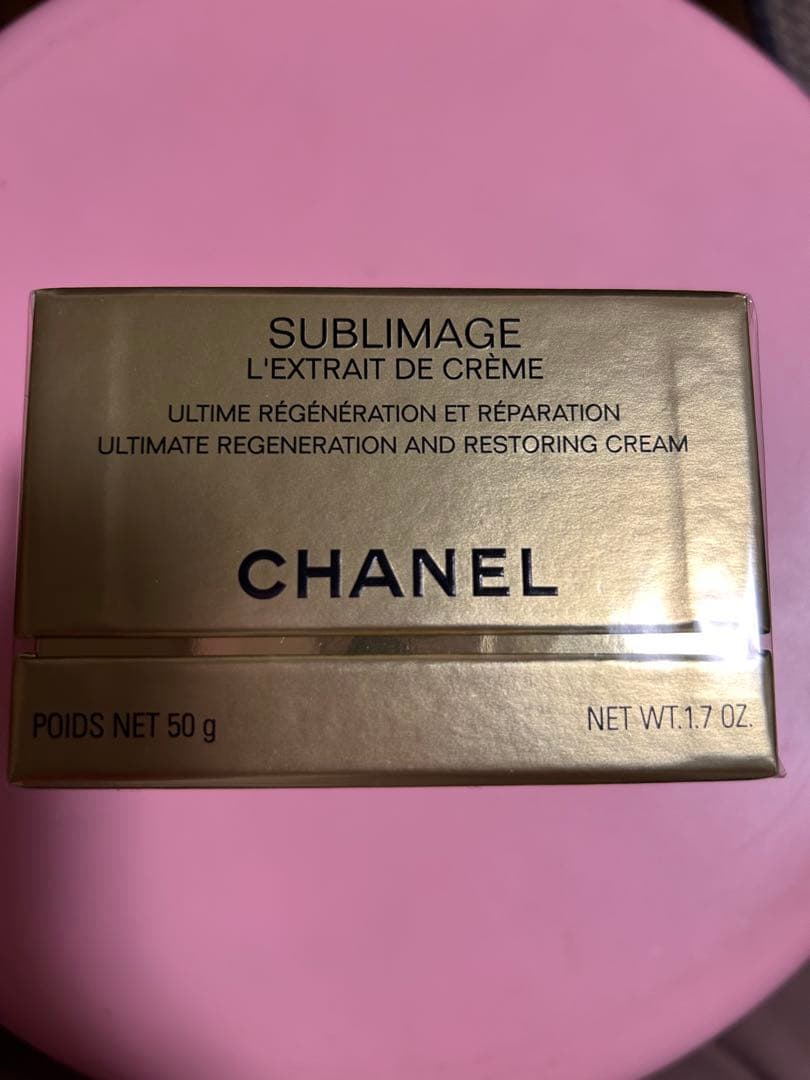 SUBLIMAGE
L'EXTRAIT DE CRÈME
ULTIME RÉGÉNÉRATION ET RÉPARATION
ULTIMATE REGENERATION AND RESTORING CREAM
CHANEL
POIDS NET 50 g
NET WT.1.7 OZ.